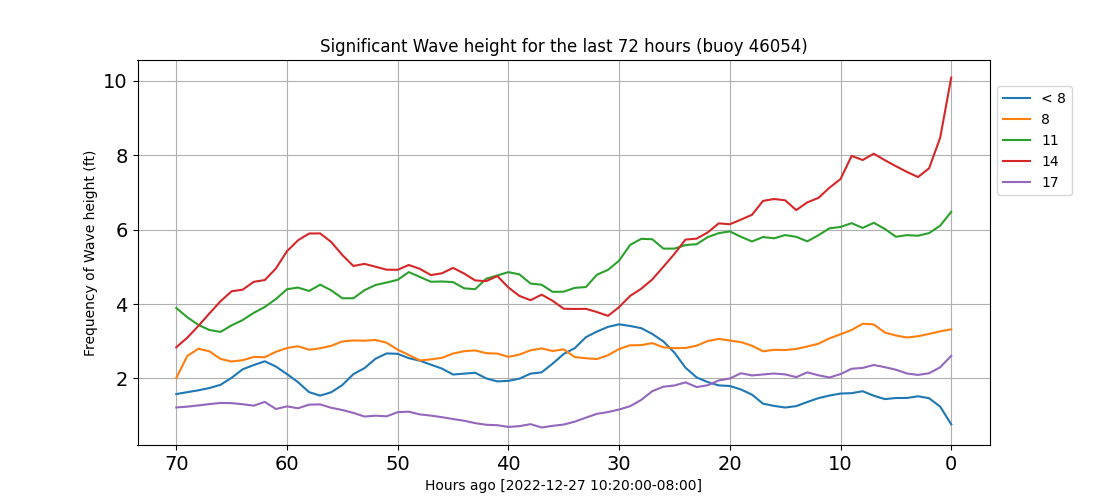 Significant Wave height for the last 72 hours (buoy 46054)
Frequency of Wave height (ft)
10
8
6
4
2
70 60 50 40 30 20 10 0
Hours ago [2022-12-27 10:20:00-08:00]
< 8
8
11
14
17